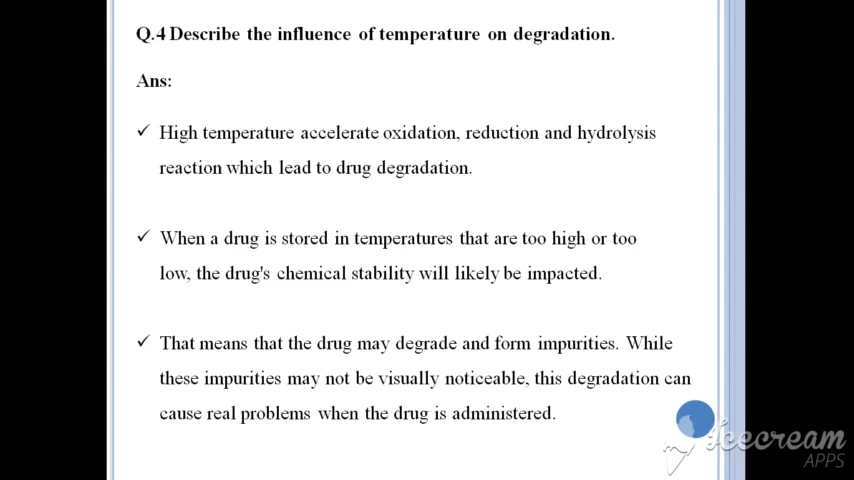 Q.4 Describe the influence of temperature on degradation.
Ans:
✓ High temperature accelerate oxidation, reduction and hydrolysis
reaction which lead to drug degradation.
✓ When a drug is stored in temperatures that are too high or too
low, the drug's chemical stability will likely be impacted.
✓ That means that the drug may degrade and form impurities. While
these impurities may not be visually noticeable, this degradation can
cause real problems when the drug is administered.
Icecream
APPS